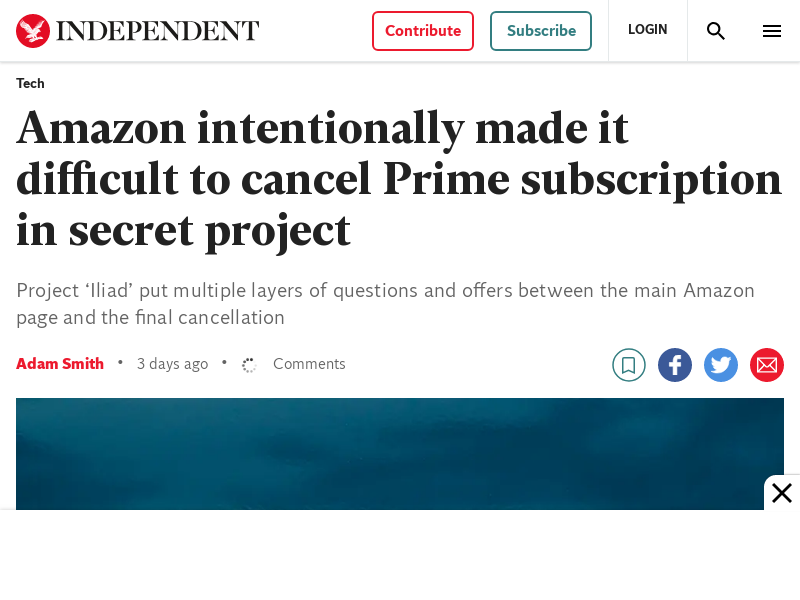 INDEPENDENT
Contribute
Subscribe
LOGIN
Tech
Amazon intentionally made it
difficult to cancel Prime subscription
in secret project
Project ‘Iliad’ put multiple layers of questions and offers between the main Amazon
page and the final cancellation
Adam Smith • 3 days ago • Comments